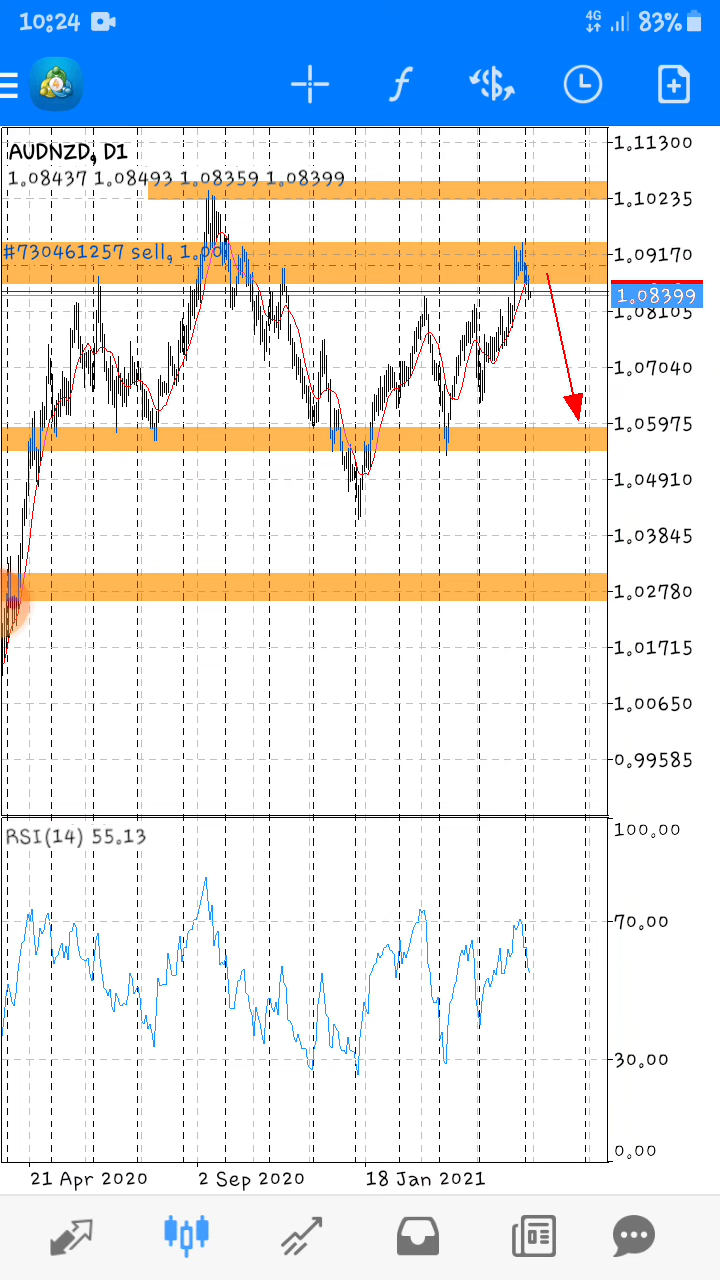 10:24 4G 83%
AUDNZD, D1
1.08437 1.08493 1.08359 1.08399
#730461257 sell, 1.00
1.11300
1.10235
1.09170
1.08399
1.08105
1.07040
1.05975
1.04910
1.03845
1.02780
1.01715
1.00650
0.99585
RSI(14) 55.13
100.00
70.00
30.00
0.00
21 Apr 2020 2 Sep 2020 18 Jan 2021